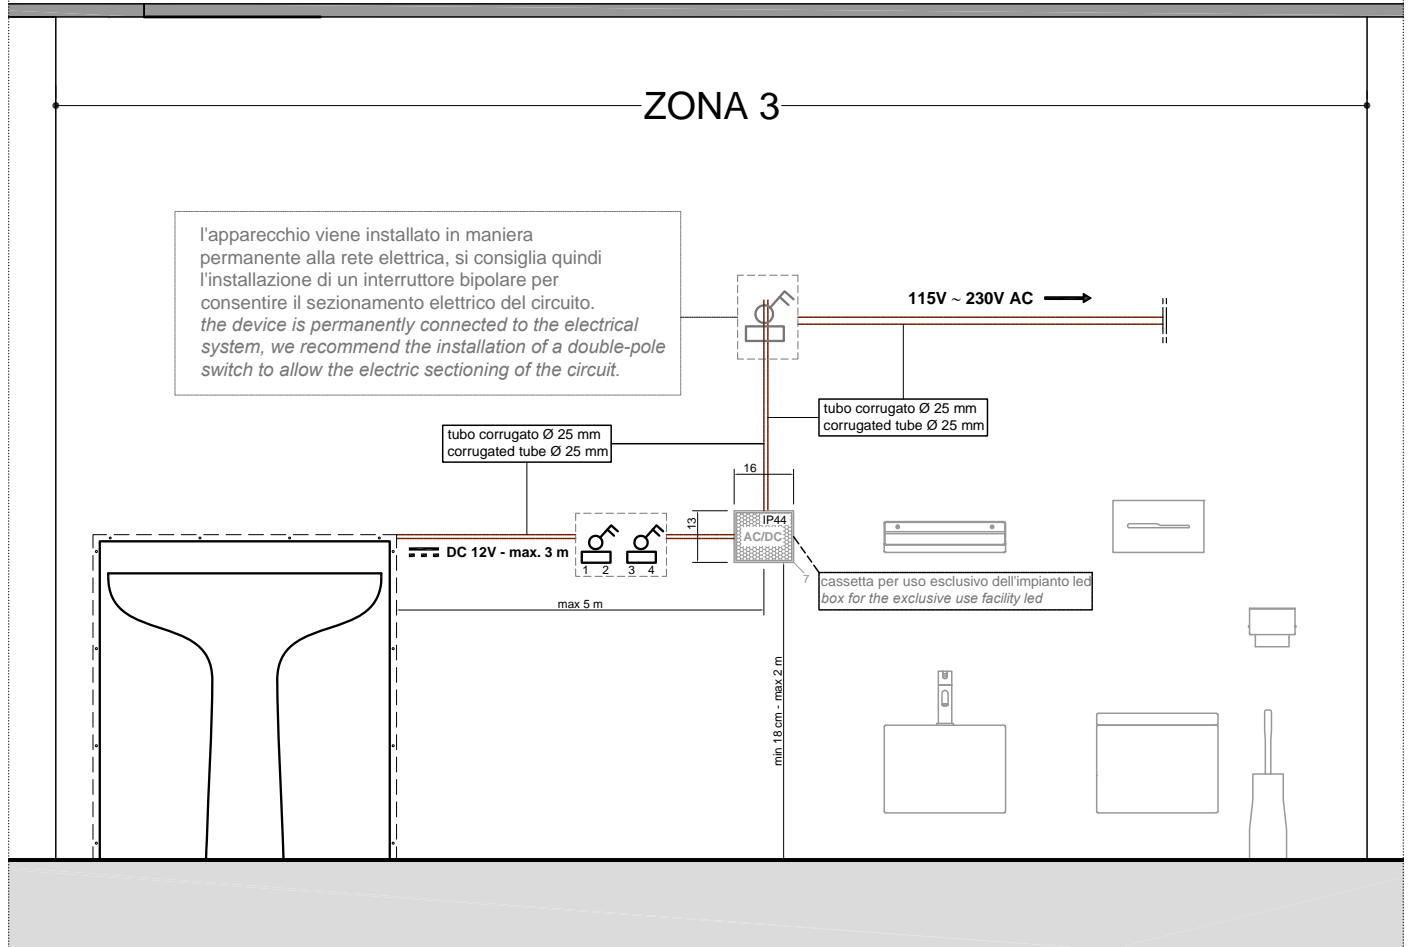 ZONA 3
l'apparecchio viene installato in maniera
permanente alla rete elettrica, si consiglia quindi
l'installazione di un interruttore bipolare per
consentire il sezionamento elettrico del circuito.
the device is permanently connected to the electrical
system, we recommend the installation of a double-pole
switch to allow the electric sectioning of the circuit.
115V ~ 230V AC
tubo corrugato Ø 25 mm
corrugated tube Ø 25 mm
tubo corrugato Ø 25 mm
corrugated tube Ø 25 mm
16
13
IP44
AC/DC
DC 12V - max. 3 m
1 2 3 4
7
cassetta per uso esclusivo dell'impianto led
box for the exclusive use facility led
max 5 m
min 18 cm - max 2 m